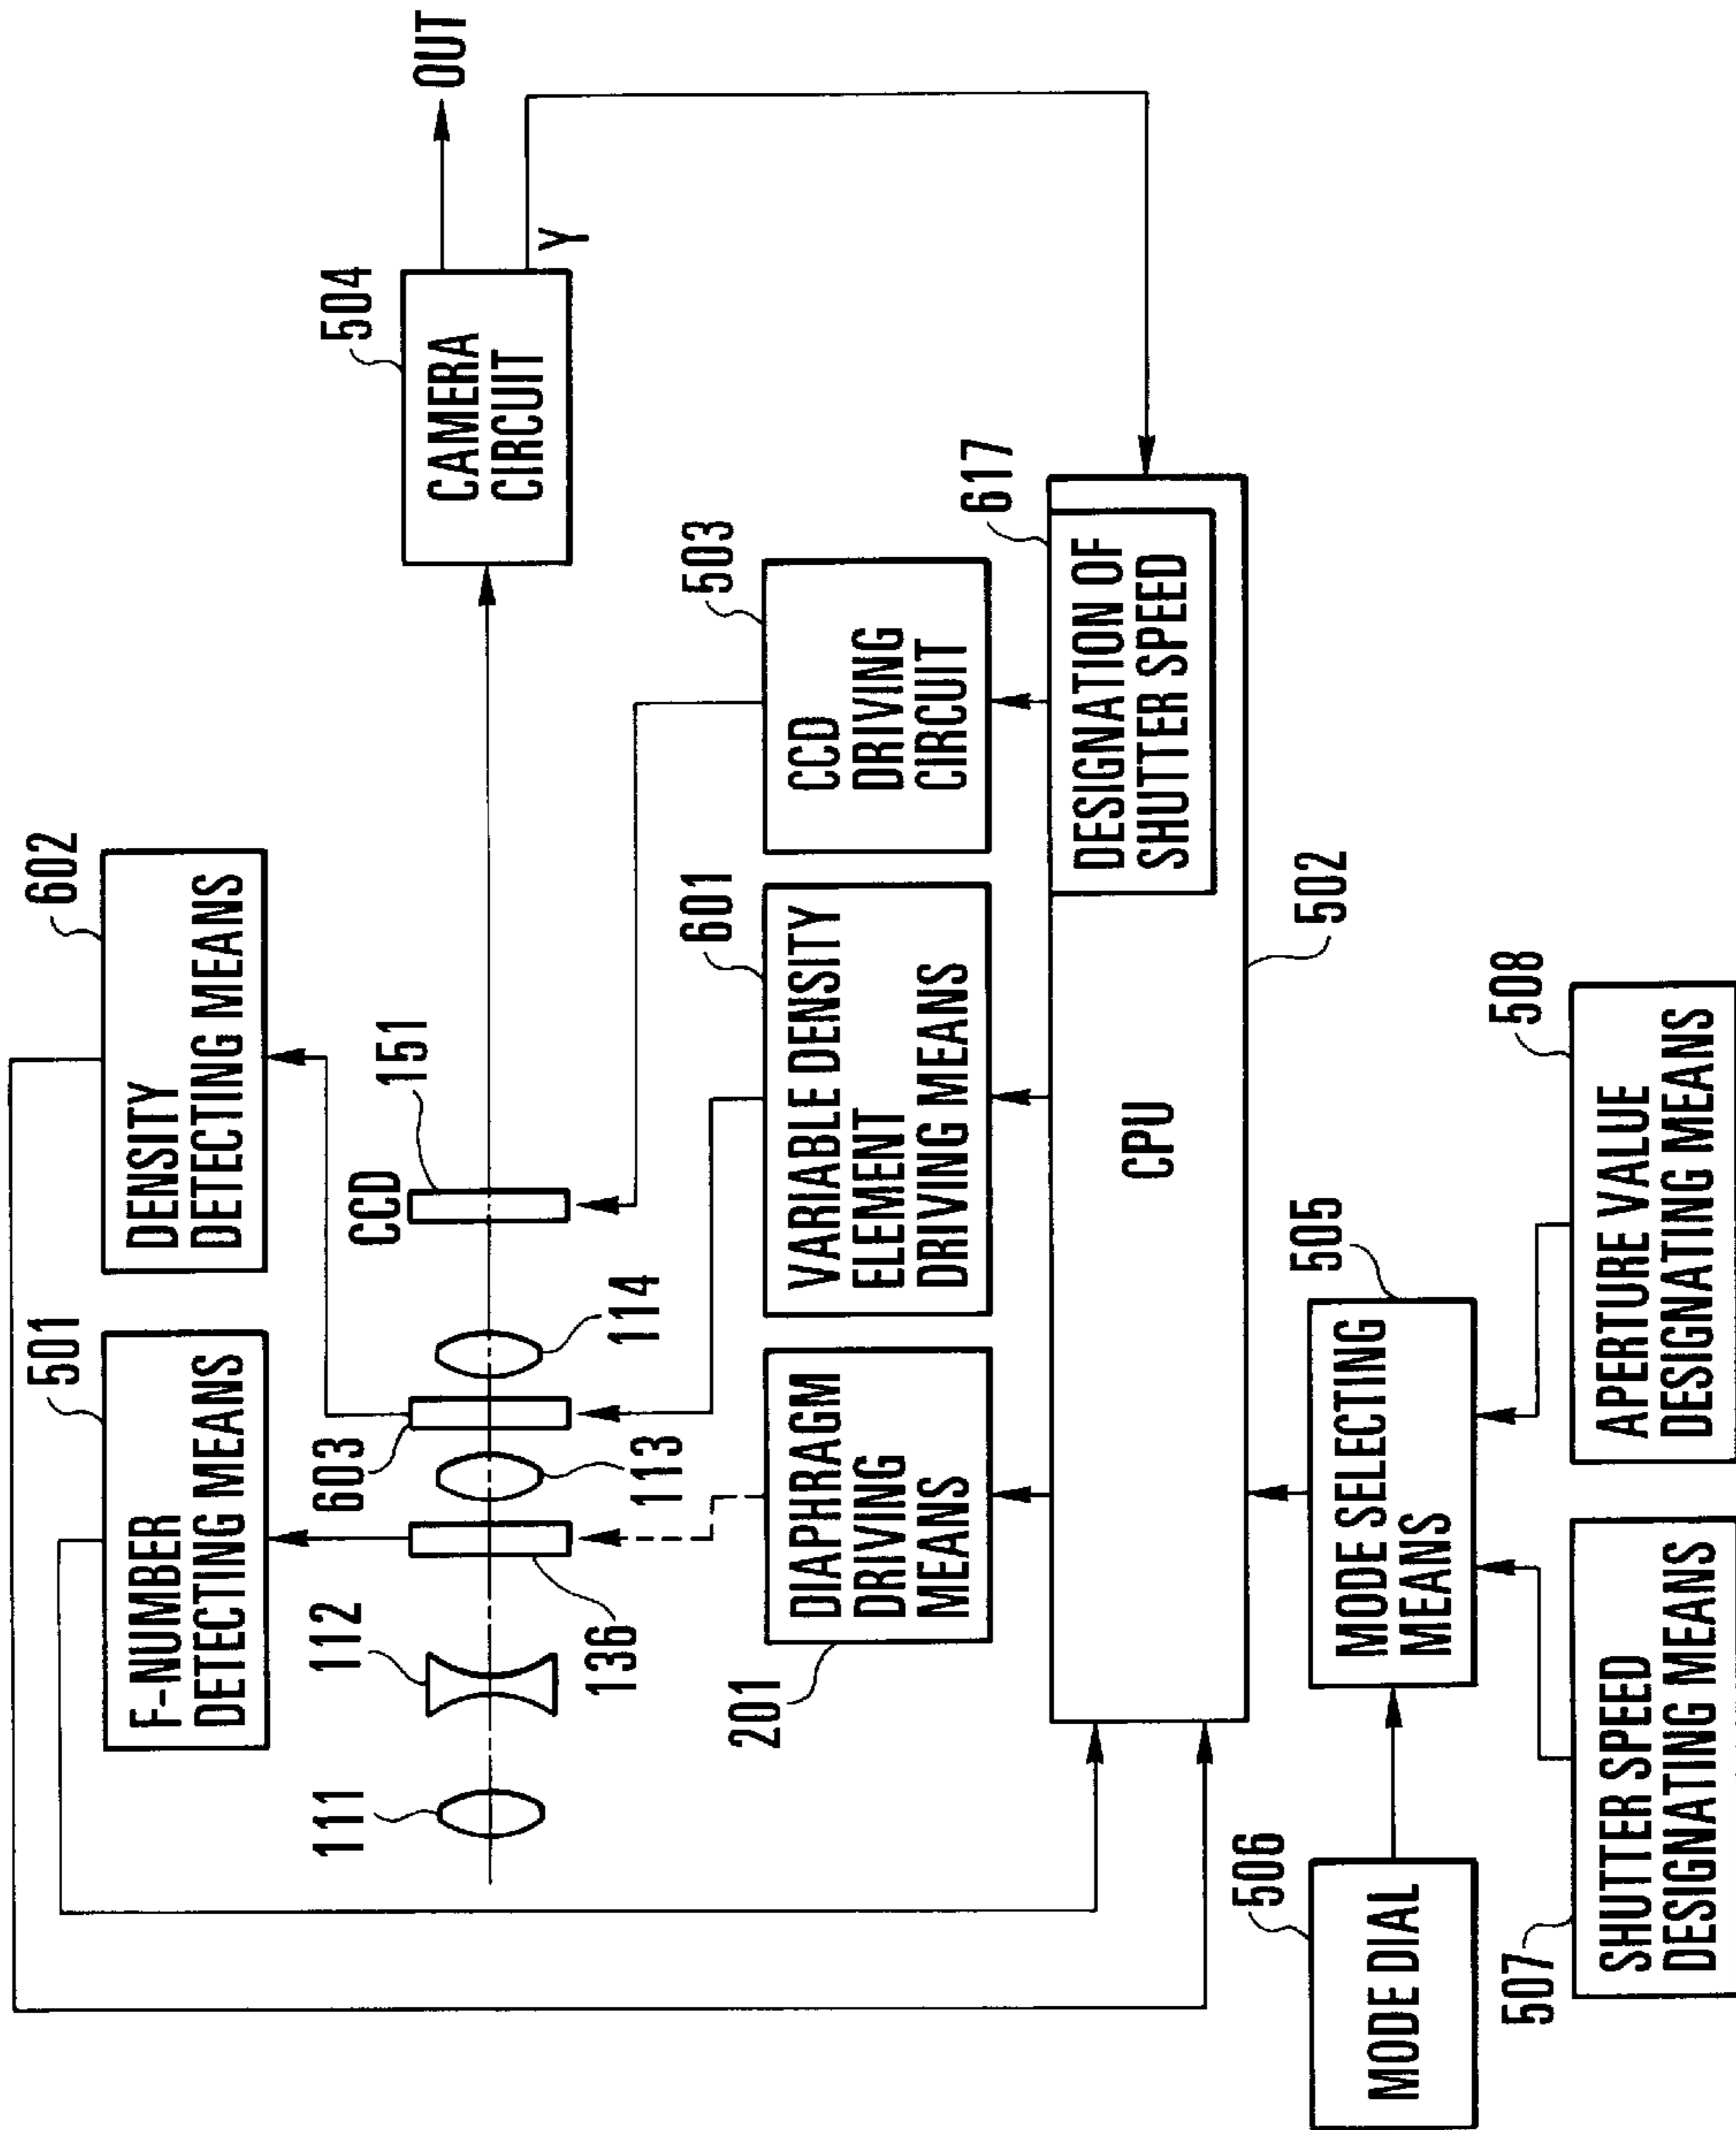 602
DENSITY
DETECTING MEANS
501
F-NUMBER
DETECTING MEANS
504
CAMERA
CIRCUIT
OUT
Y
111
112
136
113
603
114
CCD
151
201
DIAPHRAGM
DRIVING
MEANS
601
VARIABLE DENSITY
ELEMENT
DRIVING MEANS
503
CCD
DRIVING
CIRCUIT
617
DESIGNATION OF
SHUTTER SPEED
CPU
502
506
MODE DIAL
505
MODE SELECTING
MEANS
507
SHUTTER SPEED
DESIGNATING MEANS
508
APERTURE VALUE
DESIGNATING MEANS